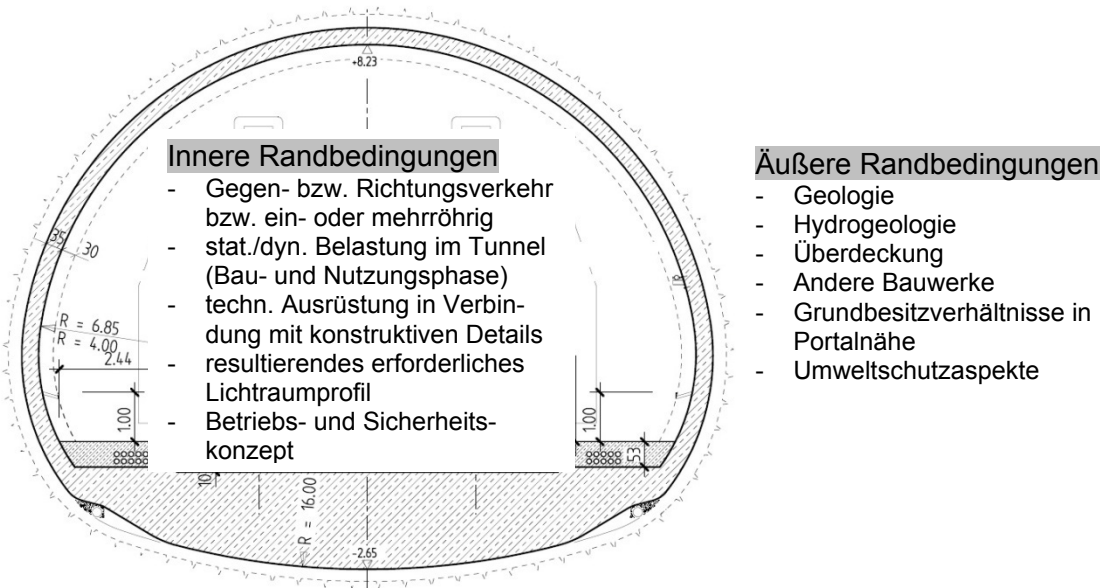 +8.23
Innere Randbedingungen
- Gegen- bzw. Richtungsverkehr
bzw. ein- oder mehrröhrig
- stat./dyn. Belastung im Tunnel
(Bau- und Nutzungsphase)
- techn. Ausrüstung in Verbin-
dung mit konstruktiven Details
- resultierendes erforderliches
Lichtraumprofil
- Betriebs- und Sicherheits-
konzept
Äußere Randbedingungen
- Geologie
- Hydrogeologie
- Überdeckung
- Andere Bauwerke
- Grundbesitzverhältnisse in
Portalnähe
- Umweltschutzaspekte
35
30
R = 6.85
R = 4.00
2.44
1.00
1.00
53
10
R = 16.00
-2.65